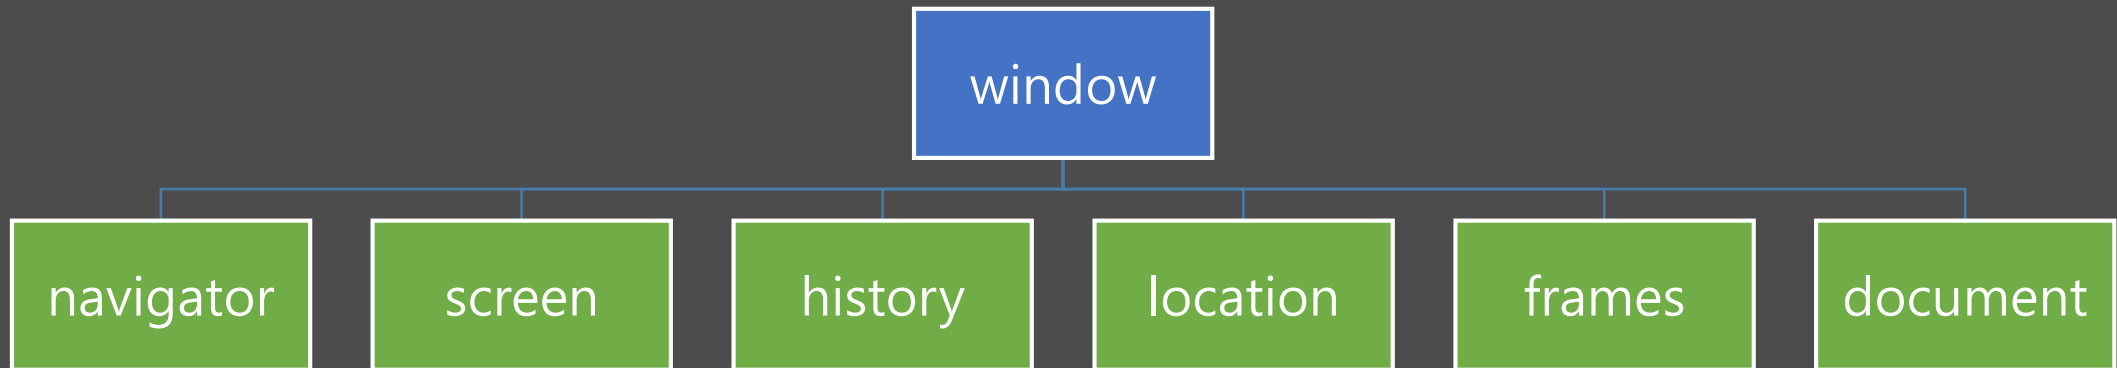 window
navigator
screen
history
location
frames
document